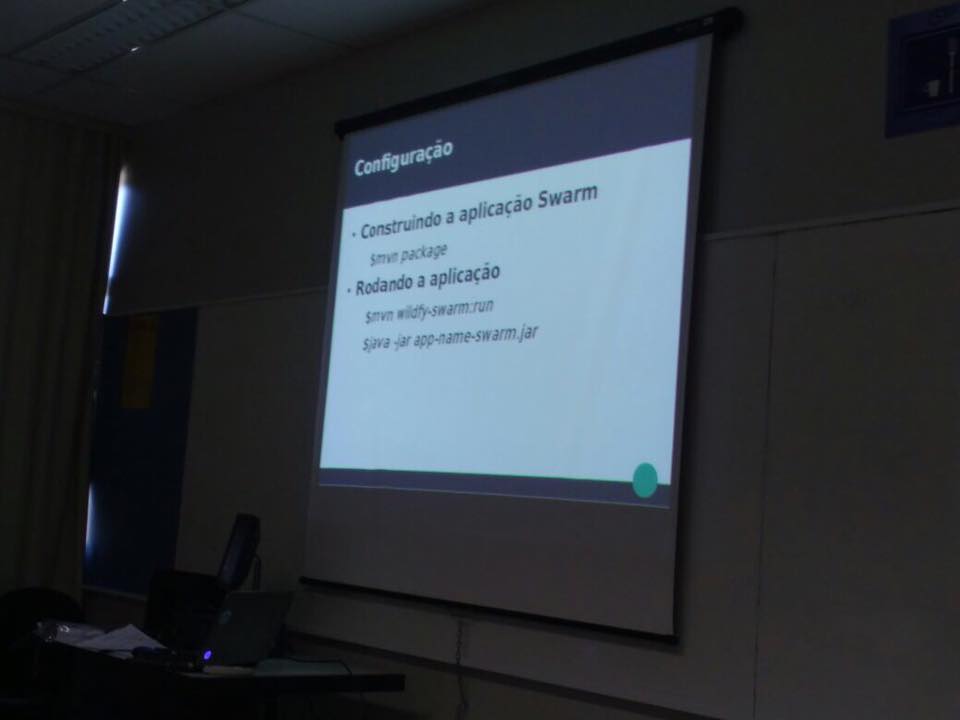 Configuração
• Construindo a aplicação Swarm
$mvn package
• Rodando a aplicação
$mvn wildfy-swarm:run
$java -jar app-name-swarm.jar